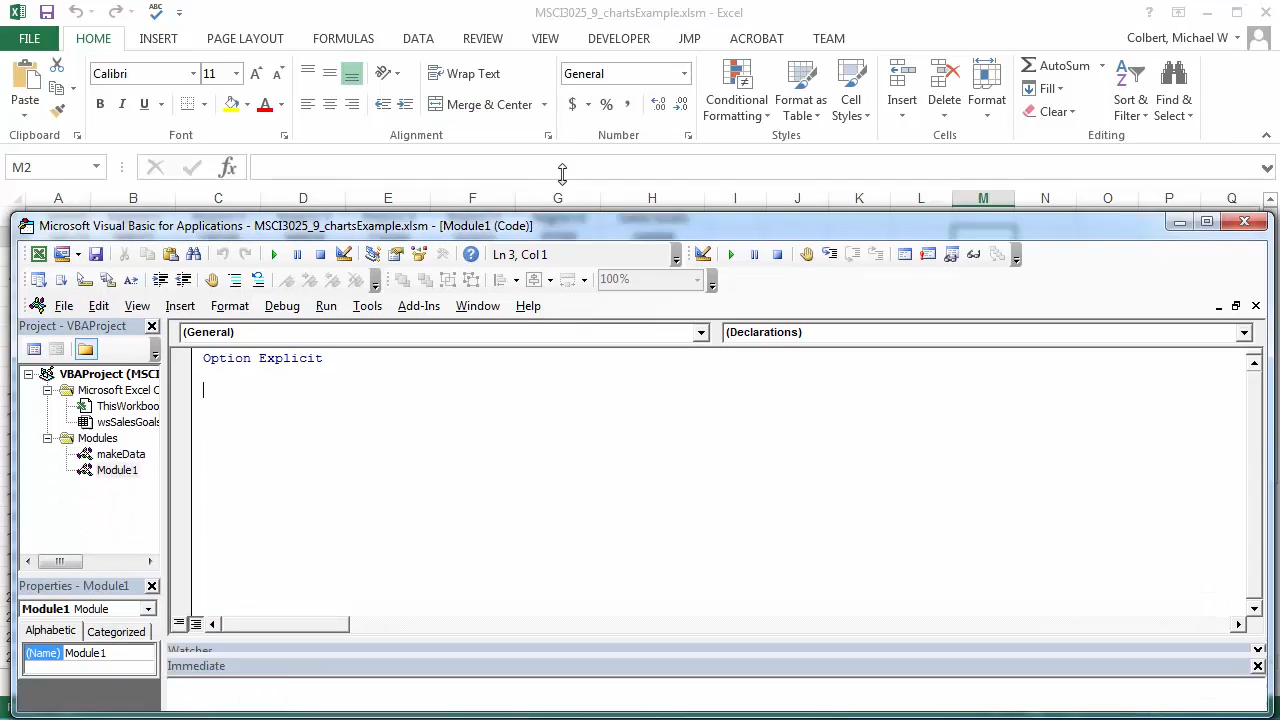 MSCI3025_9_chartsExample.xlsm - Excel
FILE HOME INSERT PAGE LAYOUT FORMULAS DATA REVIEW VIEW DEVELOPER JMP ACROBAT TEAM Colbert, Michael W
Paste
Calibri 11
B I U
Wrap Text
Merge & Center
General
$ % ,
Conditional Formatting
Format as Table
Cell Styles
Insert
Delete
Format
AutoSum
Fill
Clear
Sort & Filter
Find & Select
Clipboard Font Alignment Number Styles Cells Editing
M2 fx
A B C D E F G H I J K L M N O P Q
Microsoft Visual Basic for Applications - MSCI3025_9_chartsExample.xlsm - [Module1 (Code)]
Ln 3, Col 1
100%
File Edit View Insert Format Debug Run Tools Add-Ins Window Help
Project - VBAProject
(General) (Declarations)
VBAProject (MSCI
Microsoft Excel O
ThisWorkboo
wsSalesGoals
Modules
makeData
Module1
Option Explicit
Properties - Module1
Module1 Module
Alphabetic Categorized
(Name) Module1
Watches
Immediate